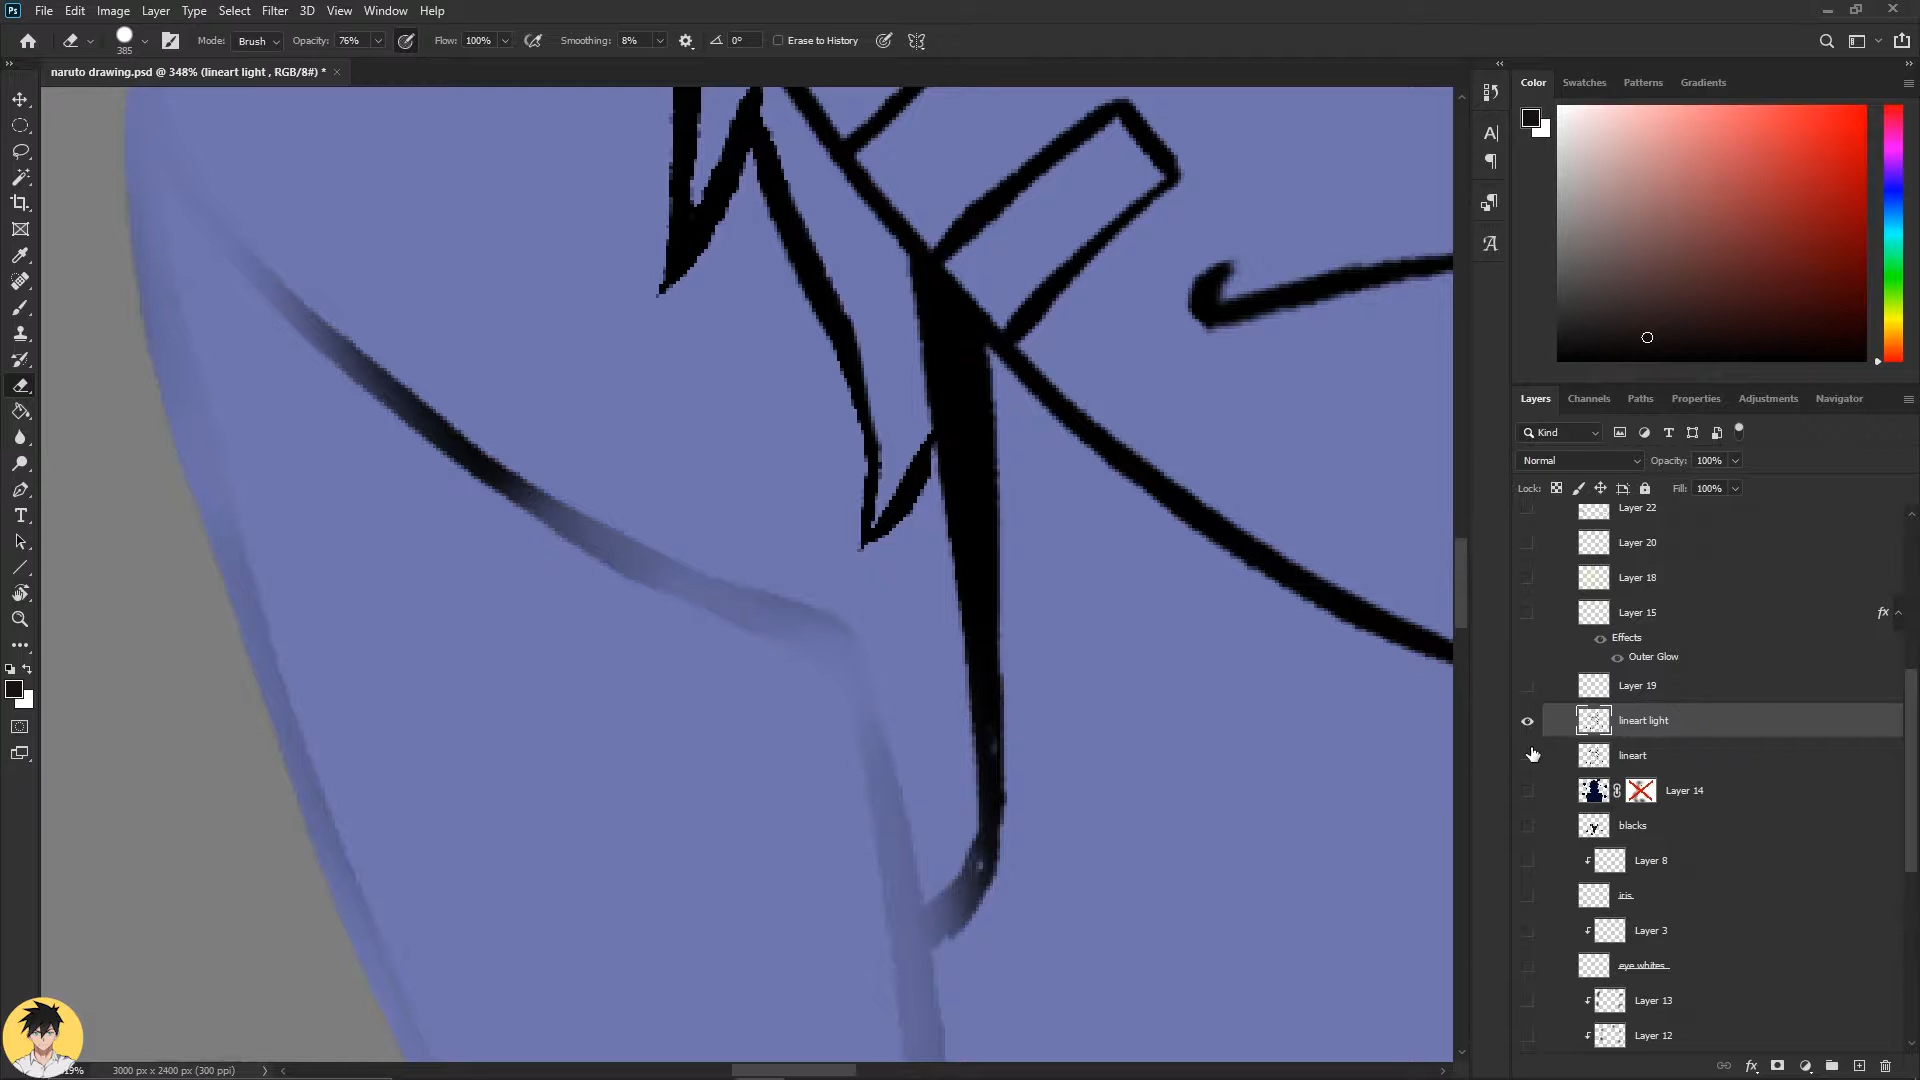 Ps File Edit Image Layer Type Select Filter 3D View Window Help
385 Mode: Brush Opacity: 76% Flow: 100% Smoothing: 8% 0° Erase to History
naruto drawing.psd @ 348% (lineart light , RGB/8#) * ×
Color Swatches Patterns Gradients
Layers Channels Paths Properties Adjustments Navigator
Kind
Normal Opacity: 100%
Lock: Fill: 100%
Layer 22
Layer 20
Layer 18
Layer 15 fx
Effects
Outer Glow
Layer 19
lineart light
lineart
Layer 14
blacks
Layer 8
iris
Layer 3
eye whites
Layer 13
Layer 12
3000 px x 2400 px (300 ppi)
fx